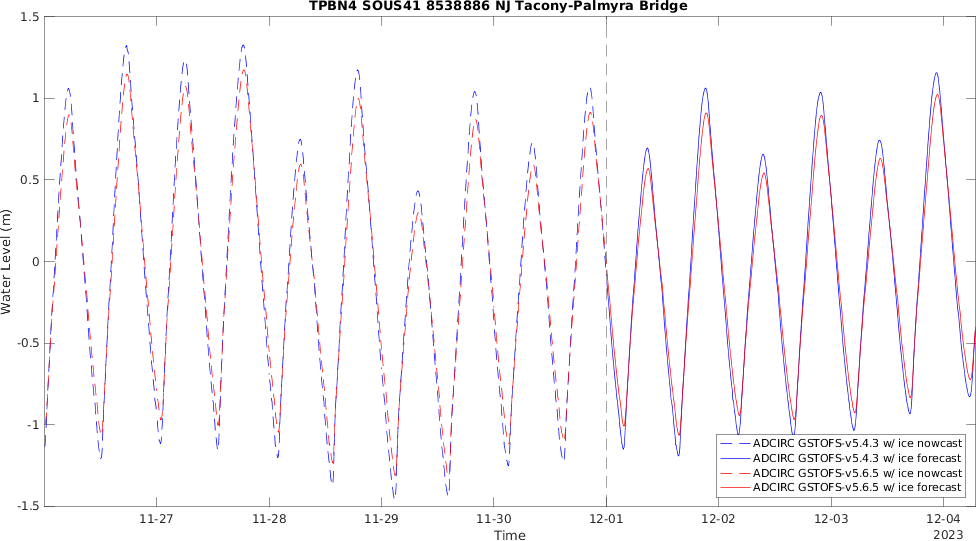 TPBN4 SOUS41 8538886 NJ Tacony-Palmyra Bridge
1.5
1
0.5
0
-0.5
-1
-1.5
Water Level (m)
11-27 11-28 11-29 11-30 12-01 12-02 12-03 12-04
Time
2023
ADCIRC GSTOFS-v5.4.3 w/ ice nowcast
ADCIRC GSTOFS-v5.4.3 w/ ice forecast
ADCIRC GSTOFS-v5.6.5 w/ ice nowcast
ADCIRC GSTOFS-v5.6.5 w/ ice forecast